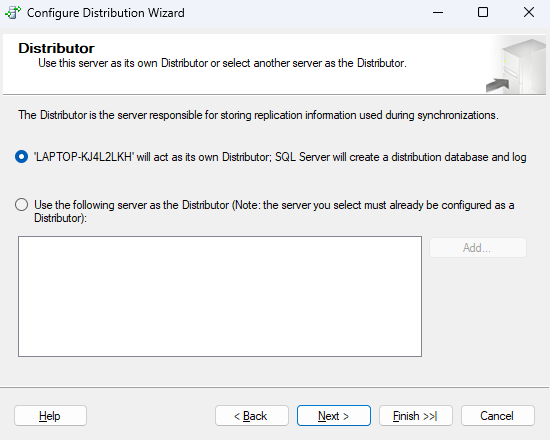 Configure Distribution Wizard
Distributor
Use this server as its own Distributor or select another server as the Distributor.
The Distributor is the server responsible for storing replication information used during synchronizations.
'LAPTOP-KJ4L2LKH' will act as its own Distributor; SQL Server will create a distribution database and log
Use the following server as the Distributor (Note: the server you select must already be configured as a
Distributor):
Add...
Help
< Back
Next >
Finish >>|
Cancel